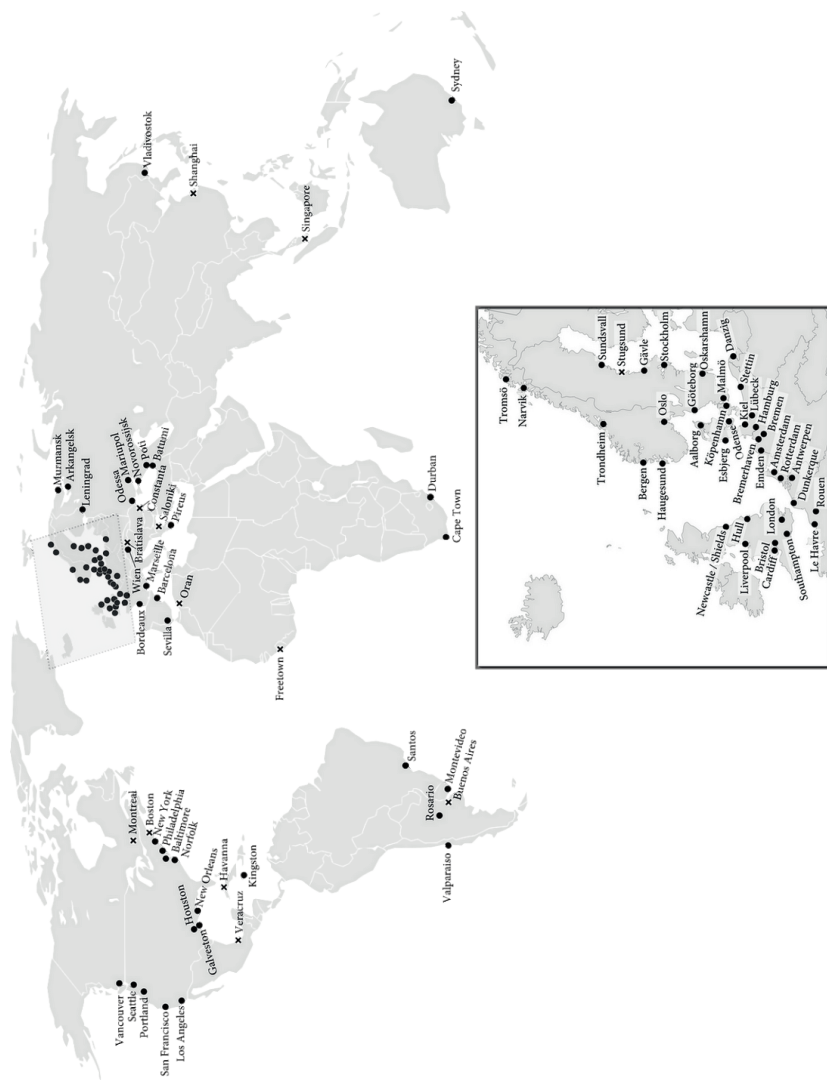 Vancouver
Seattle
Portland
San Francisco
Los Angeles
Montreal
Boston
New York
Philadelphia
Baltimore
Norfolk
Houston
New Orleans
Galveston
Havanna
Veracruz
Kingston
Santos
Montevideo
Buenos Aires
Rosario
Valparaiso
Murmansk
Arkangelsk
Leningrad
Odessa
Mariupol
Novorossijsk
Poti
Batumi
Constanta
Saloniki
Pireus
Wien
Bratislava
Marseille
Barcelona
Bordeaux
Sevilla
Oran
Freetown
Durban
Cape Town
Vladivostok
Shanghai
Singapore
Sydney
Tromsö
Narvik
Trondheim
Sundsvall
Stugsund
Gävle
Stockholm
Bergen
Haugesund
Oslo
Oskarshamn
Göteborg
Aalborg
Malmö
Danzig
Köpenhamn
Esbjerg
Odense
Stettin
Kiel
Lübeck
Hamburg
Bremen
Bremerhaven
Emden
Amsterdam
Rotterdam
Antwerpen
Dunkerque
Rouen
Le Havre
Newcastle / Shields
Hull
Liverpool
London
Bristol
Cardiff
Southampton